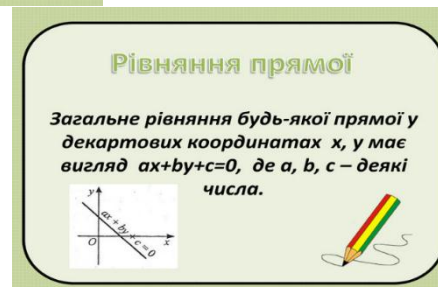 Рівняння прямої
Загальне рівняння будь-якої прямої у
декартових координатах x, y має
вигляд ax+by+c=0, де a, b, c – деякі
числа.
y
ax + by + c = 0
O
x